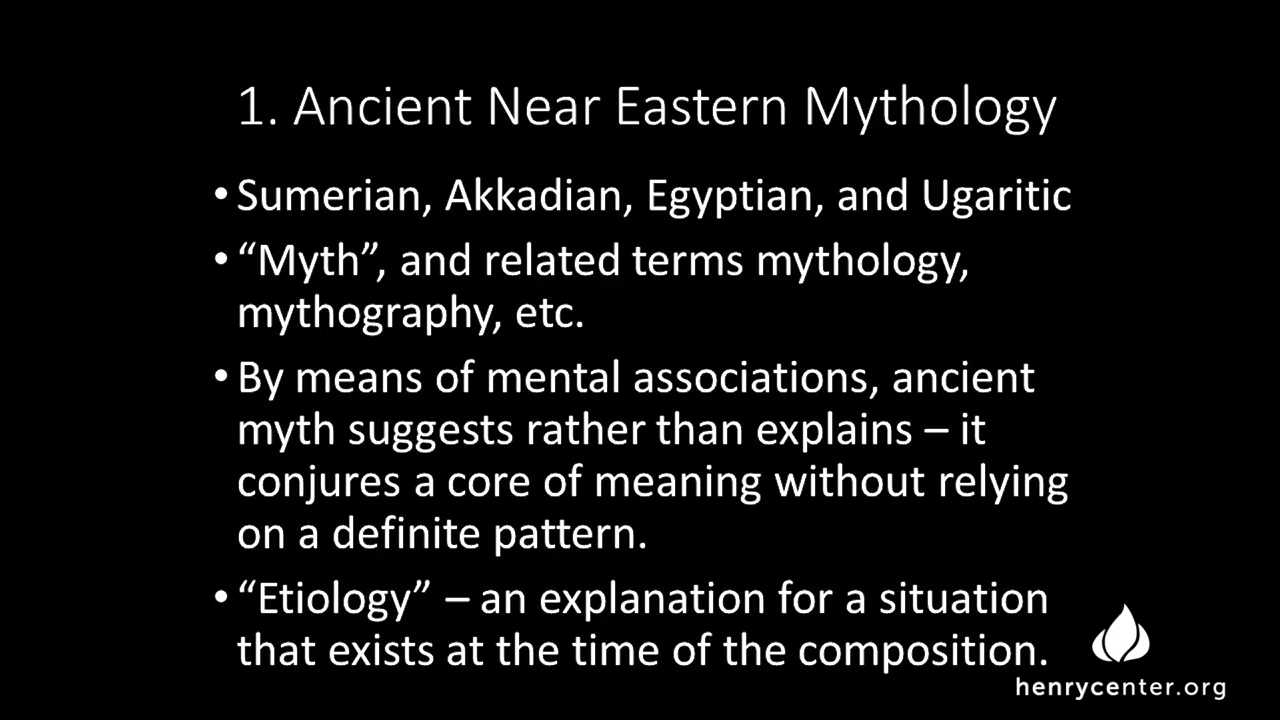 1. Ancient Near Eastern Mythology
• Sumerian, Akkadian, Egyptian, and Ugaritic
• “Myth”, and related terms mythology,
mythography, etc.
• By means of mental associations, ancient
myth suggests rather than explains – it
conjures a core of meaning without relying
on a definite pattern.
• “Etiology” – an explanation for a situation
that exists at the time of the composition.
henrycenter.org